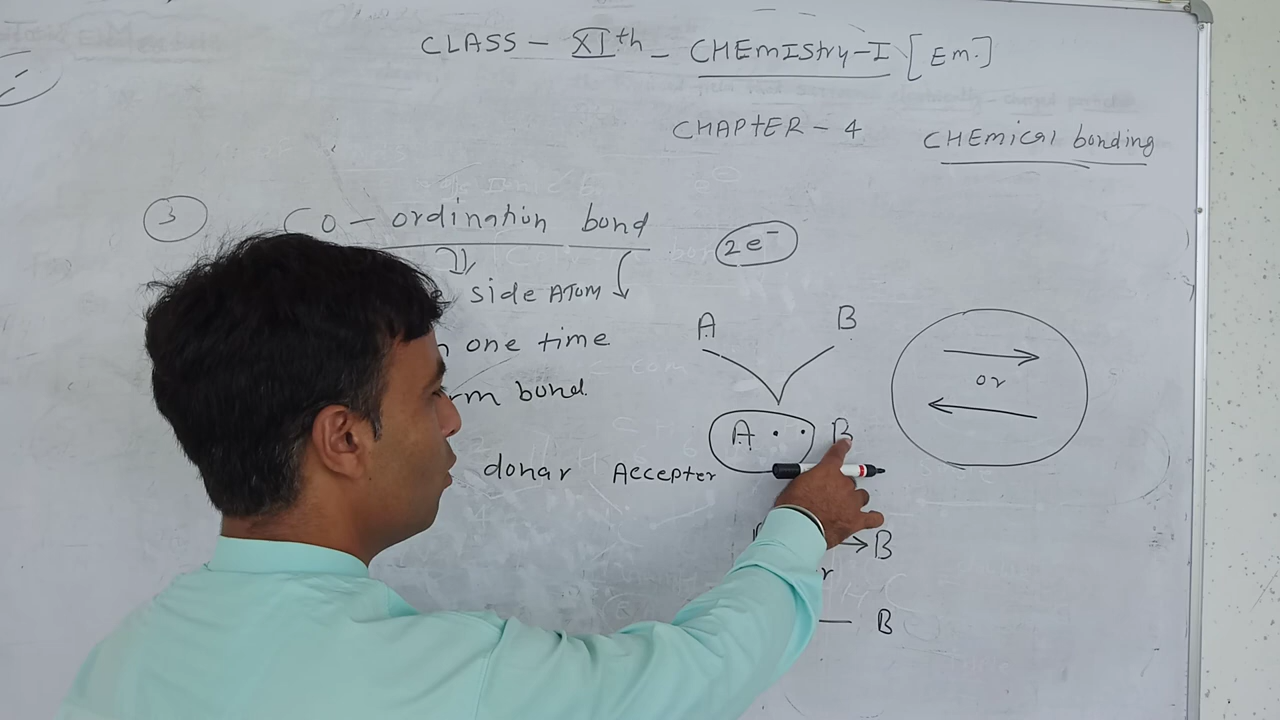 CLASS - XIth - CHEMIStry-I [Em.]
CHAPtER - 4 CHEmical bonding
3 Co-ordination bond
2e⁻
side ATOM
one time
A B
or
bond.
A . . B
donar Accepter
B
B